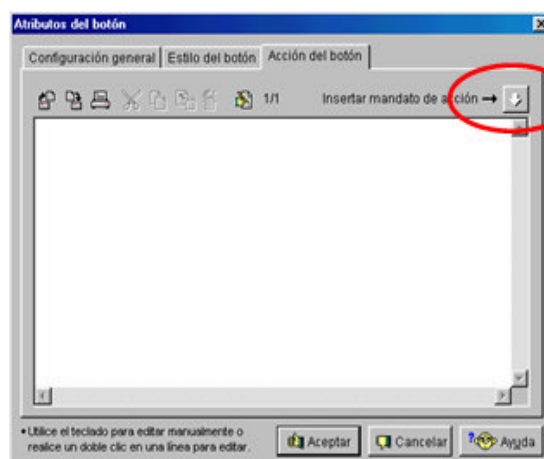 Atributos del botón
Configuración general Estilo del botón Acción del botón
1/1 Insertar mandato de acción
• Utilice el teclado para editar manualmente o
realice un doble clic en una línea para editar.
Aceptar Cancelar Ayuda